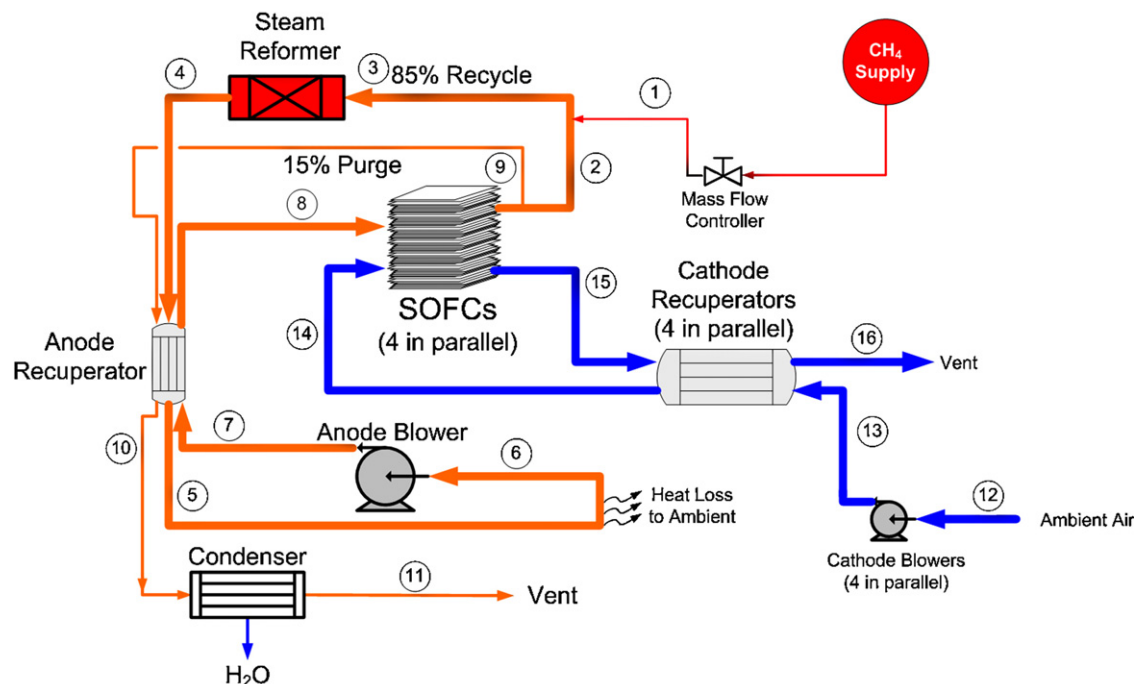 Steam
Reformer
CH₄
Supply
4
3
85% Recycle
1
15% Purge
9
2
Mass Flow
Controller
8
SOFCs
(4 in parallel)
15
Cathode
Recuperators
(4 in parallel)
14
16
Vent
Anode
Recuperator
7
Anode Blower
6
13
10
5
Heat Loss
to Ambient
12
Ambient Air
Cathode Blowers
(4 in parallel)
Condenser
11
Vent
H₂O